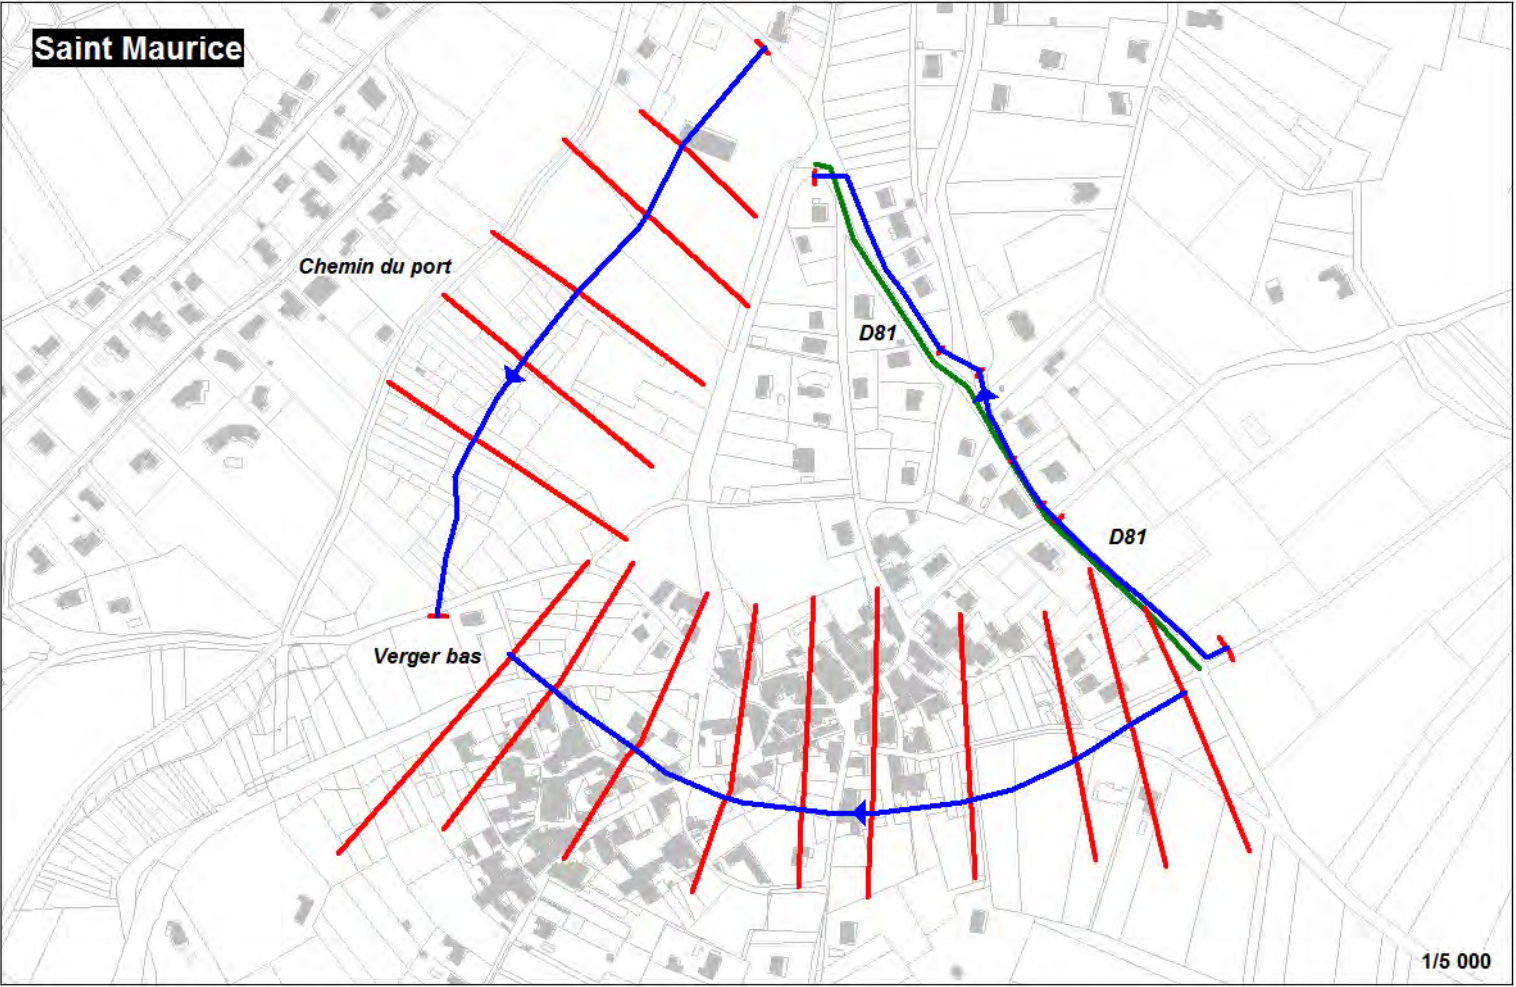 Saint Maurice
Chemin du port
D81
D81
Verger bas
1/5 000